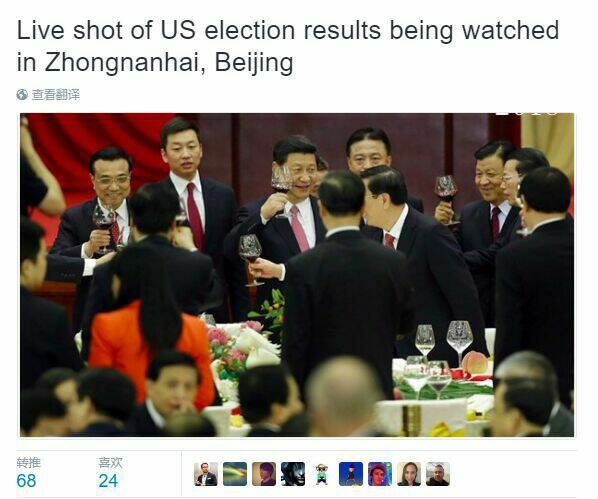 Live shot of US election results being watched
in Zhongnanhai, Beijing
查看翻译
转推
喜欢
68
24